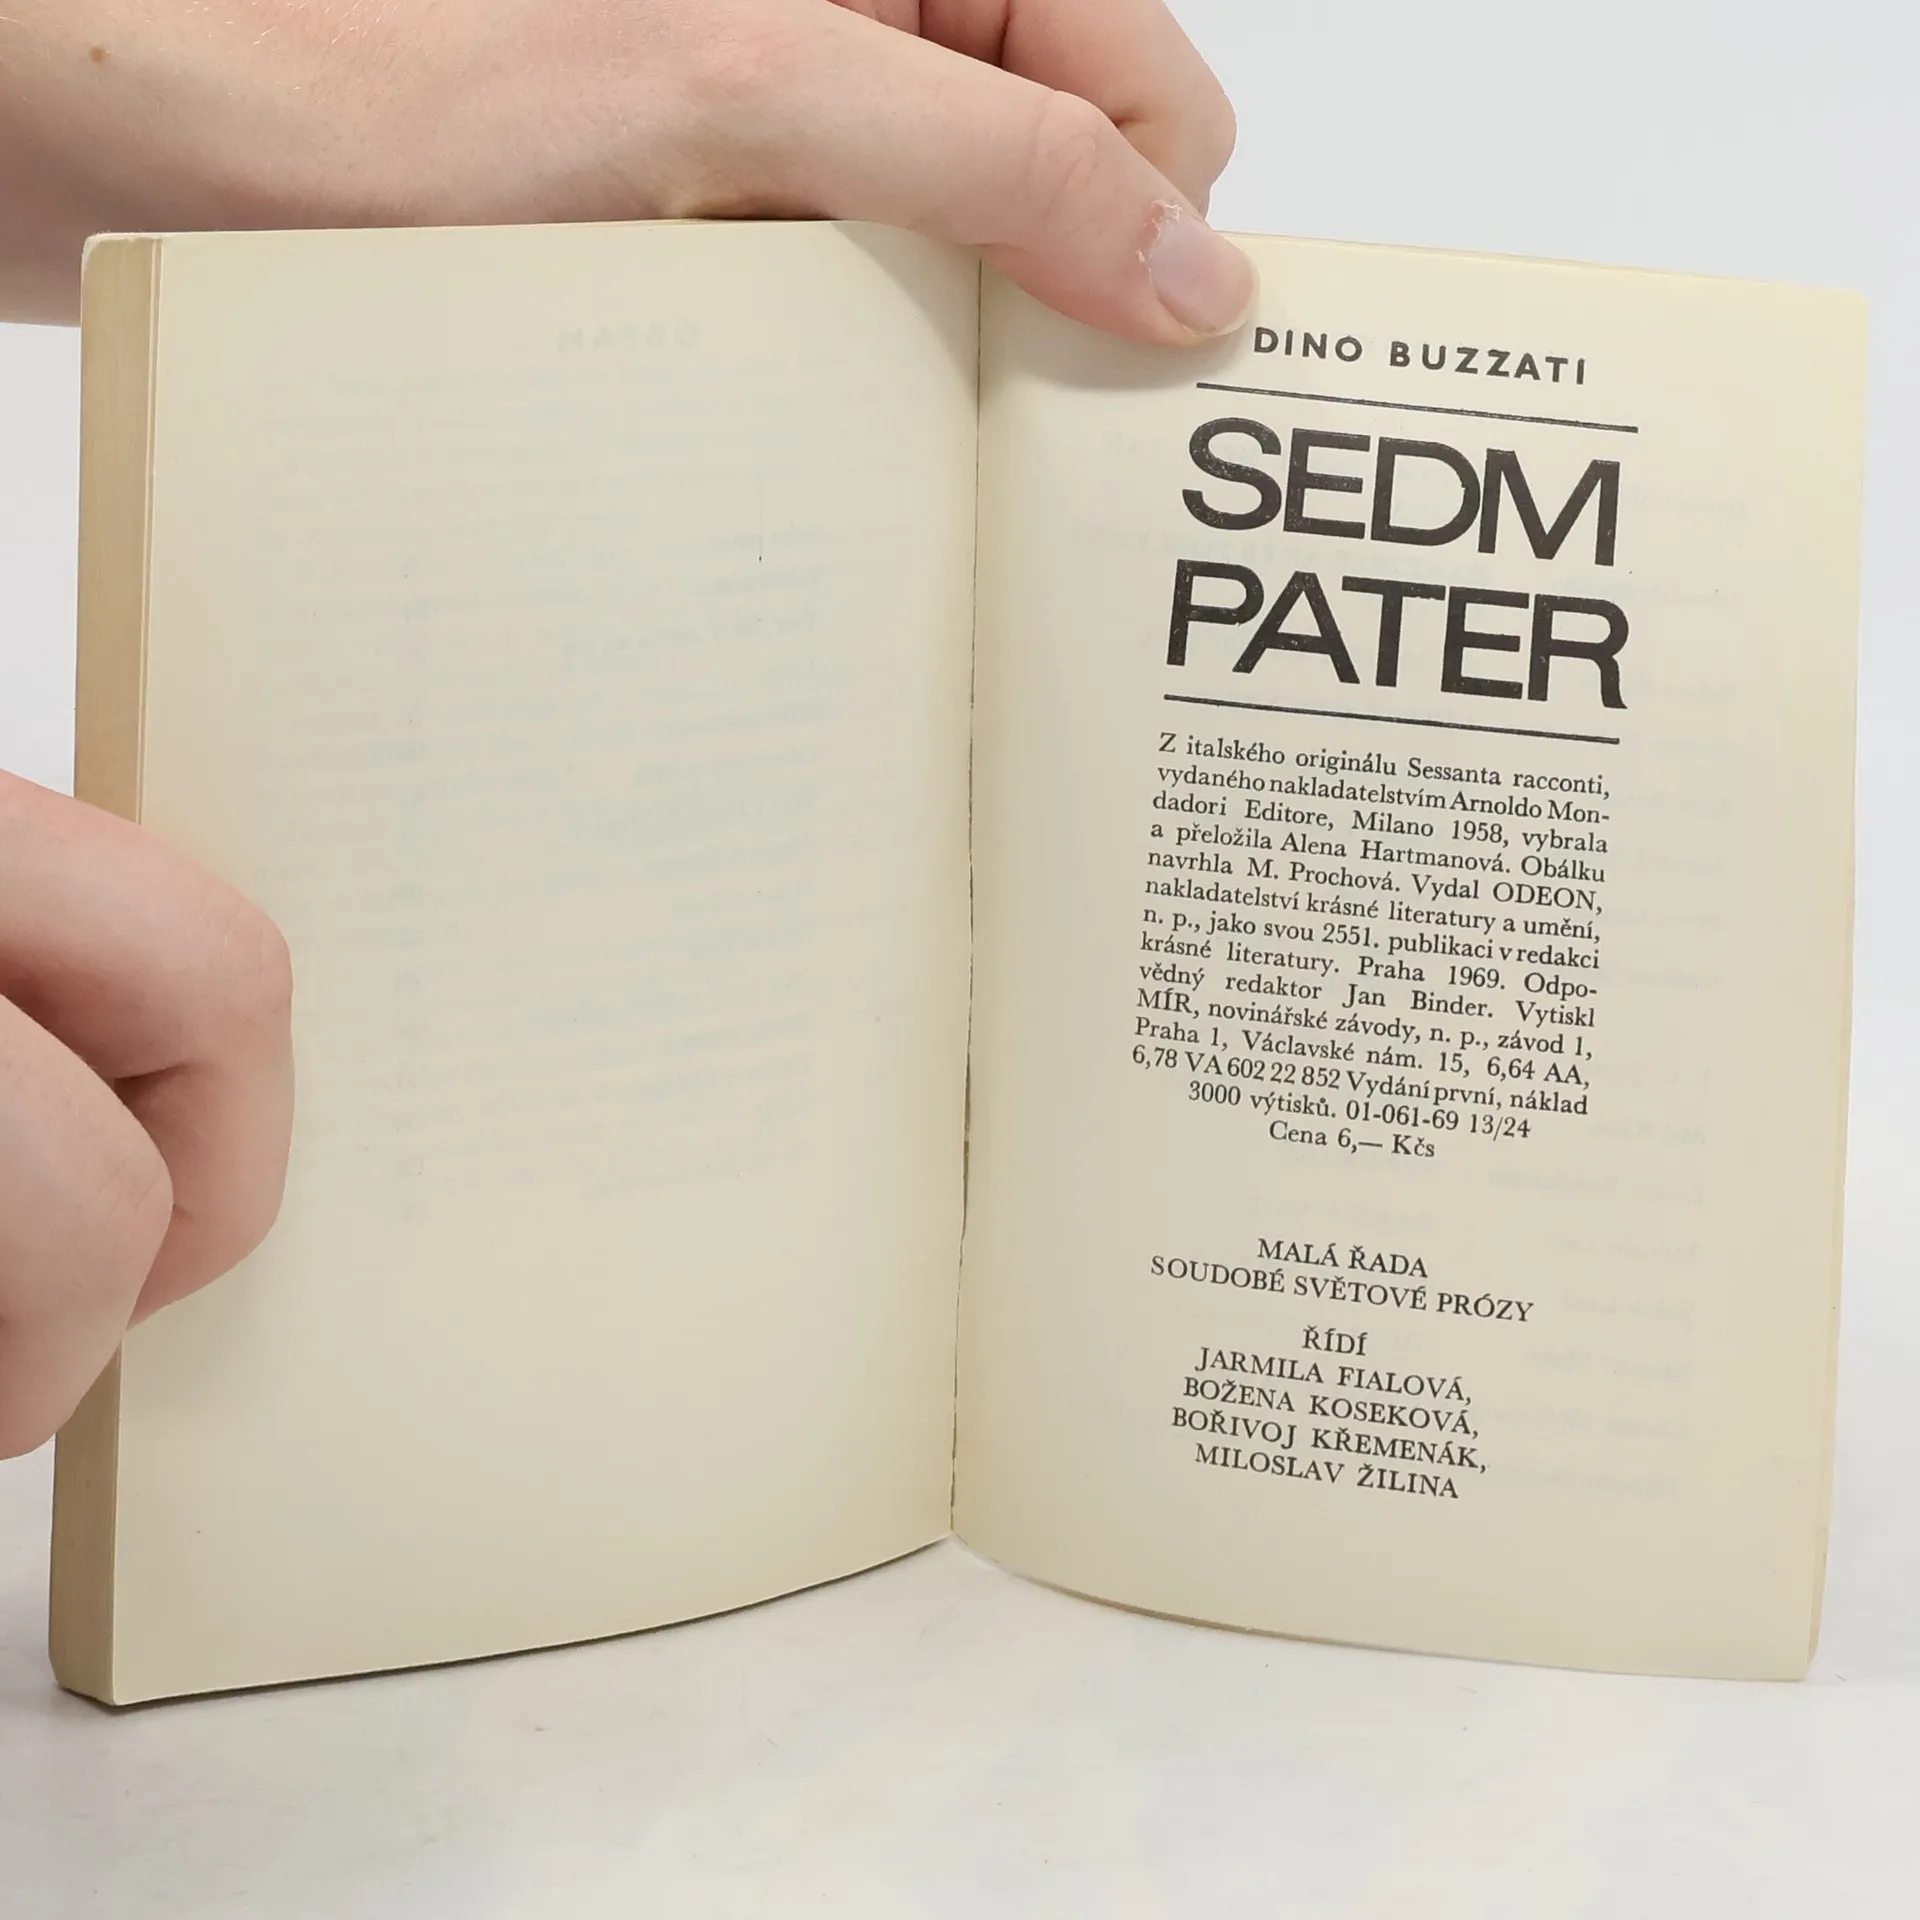 DINO BUZZATI
SEDM
PATER
Z italského originálu Sessanta racconti,
vydaného nakladatelstvím Arnoldo Mon-
dadori Editore, Milano 1958, vybrala
a přeložila Alena Hartmanová. Obálku
navrhla M. Prochová. Vydal ODEON,
nakladatelství krásné literatury a umění,
n. p., jako svou 2551. publikaci v redakci
krásné literatury. Praha 1969. Odpo-
vědný redaktor Jan Binder. Vytiskl
MÍR, novinářské závody, n. p., závod 1,
Praha 1, Václavské nám. 15, 6,64 AA,
6,78 VA 602 22 852 Vydání první, náklad
3000 výtisků. 01-061-69 13/24
Cena 6,— Kčs
MALÁ ŘADA
SOUDOBÉ SVĚTOVÉ PRÓZY
ŘÍDÍ
JARMILA FIALOVÁ,
BOŽENA KOSEKOVÁ,
BOŘIVOJ KŘEMENÁK,
MILOSLAV ŽILINA